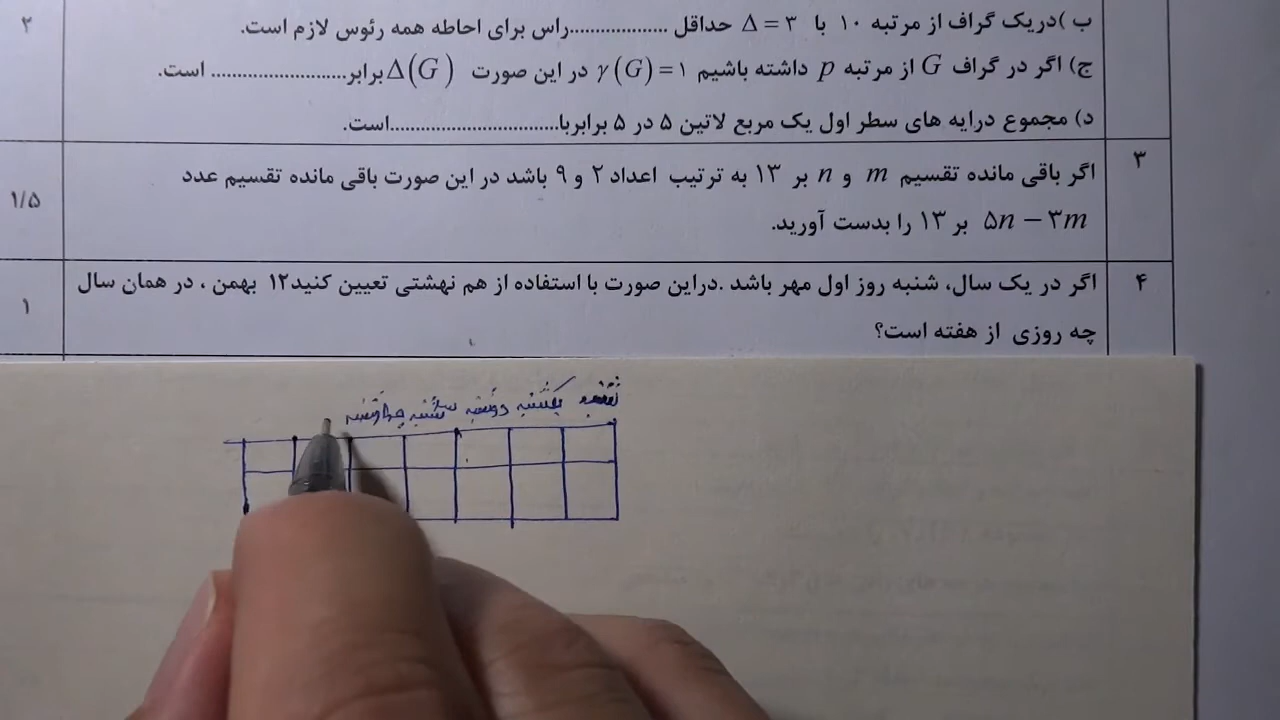 ب )در یک گراف از مرتبه ۱۰ با Δ = ۳ حداقل ...................راس برای احاطه همه رئوس لازم است.
۲
ج) اگر در گراف G از مرتبه p داشته باشیم γ(G) = ۱ در این صورت Δ(G) برابر.......................... است.
د) مجموع درایه های سطر اول یک مربع لاتین ۵ در ۵ برابربا.................................است.
۳
اگر باقی مانده تقسیم m و n بر ۱۳ به ترتیب اعداد ۲ و ۹ باشد در این صورت باقی مانده تقسیم عدد
۱/۵
۵n − ۳m بر ۱۳ را بدست آورید.
۴
اگر در یک سال، شنبه روز اول مهر باشد .دراین صورت با استفاده از هم نهشتی تعیین کنید۱۲ بهمن ، در همان سال
۱
چه روزی از هفته است؟
شنبه یکشنبه دوشنبه سه شنبه چهارشنبه